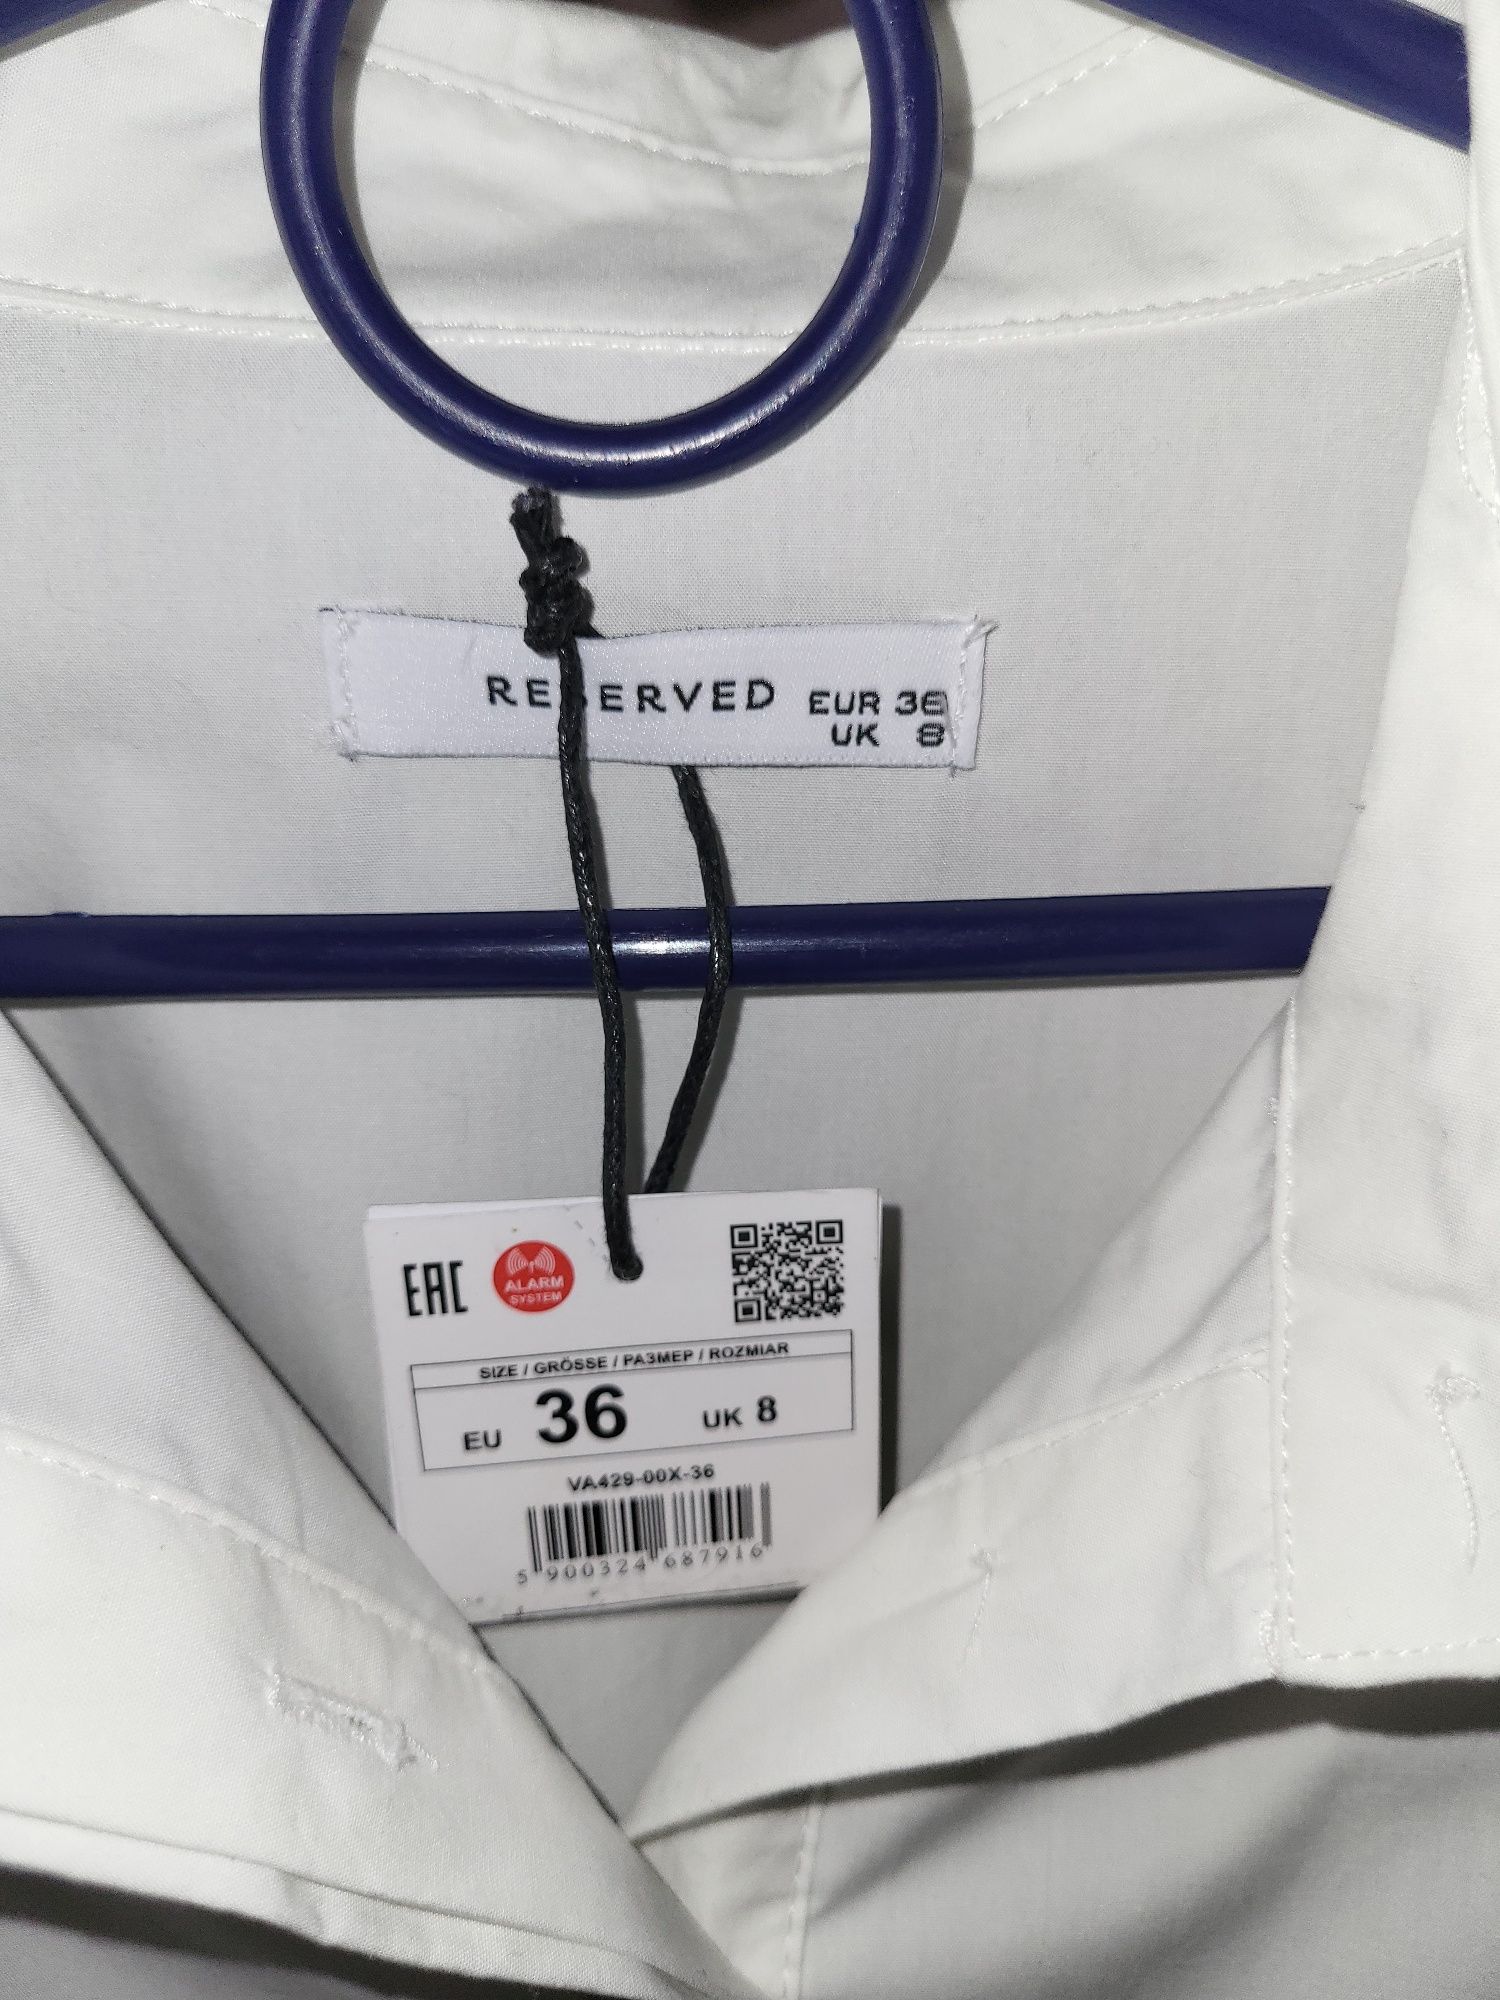 RESERVED EUR 36
UK 8
EAC
ALARM
SYSTEM
SIZE / GRÖSSE / РАЗМЕР / ROZMIAR
EU 36 UK 8
VA429-00X-36
5 900324 687916